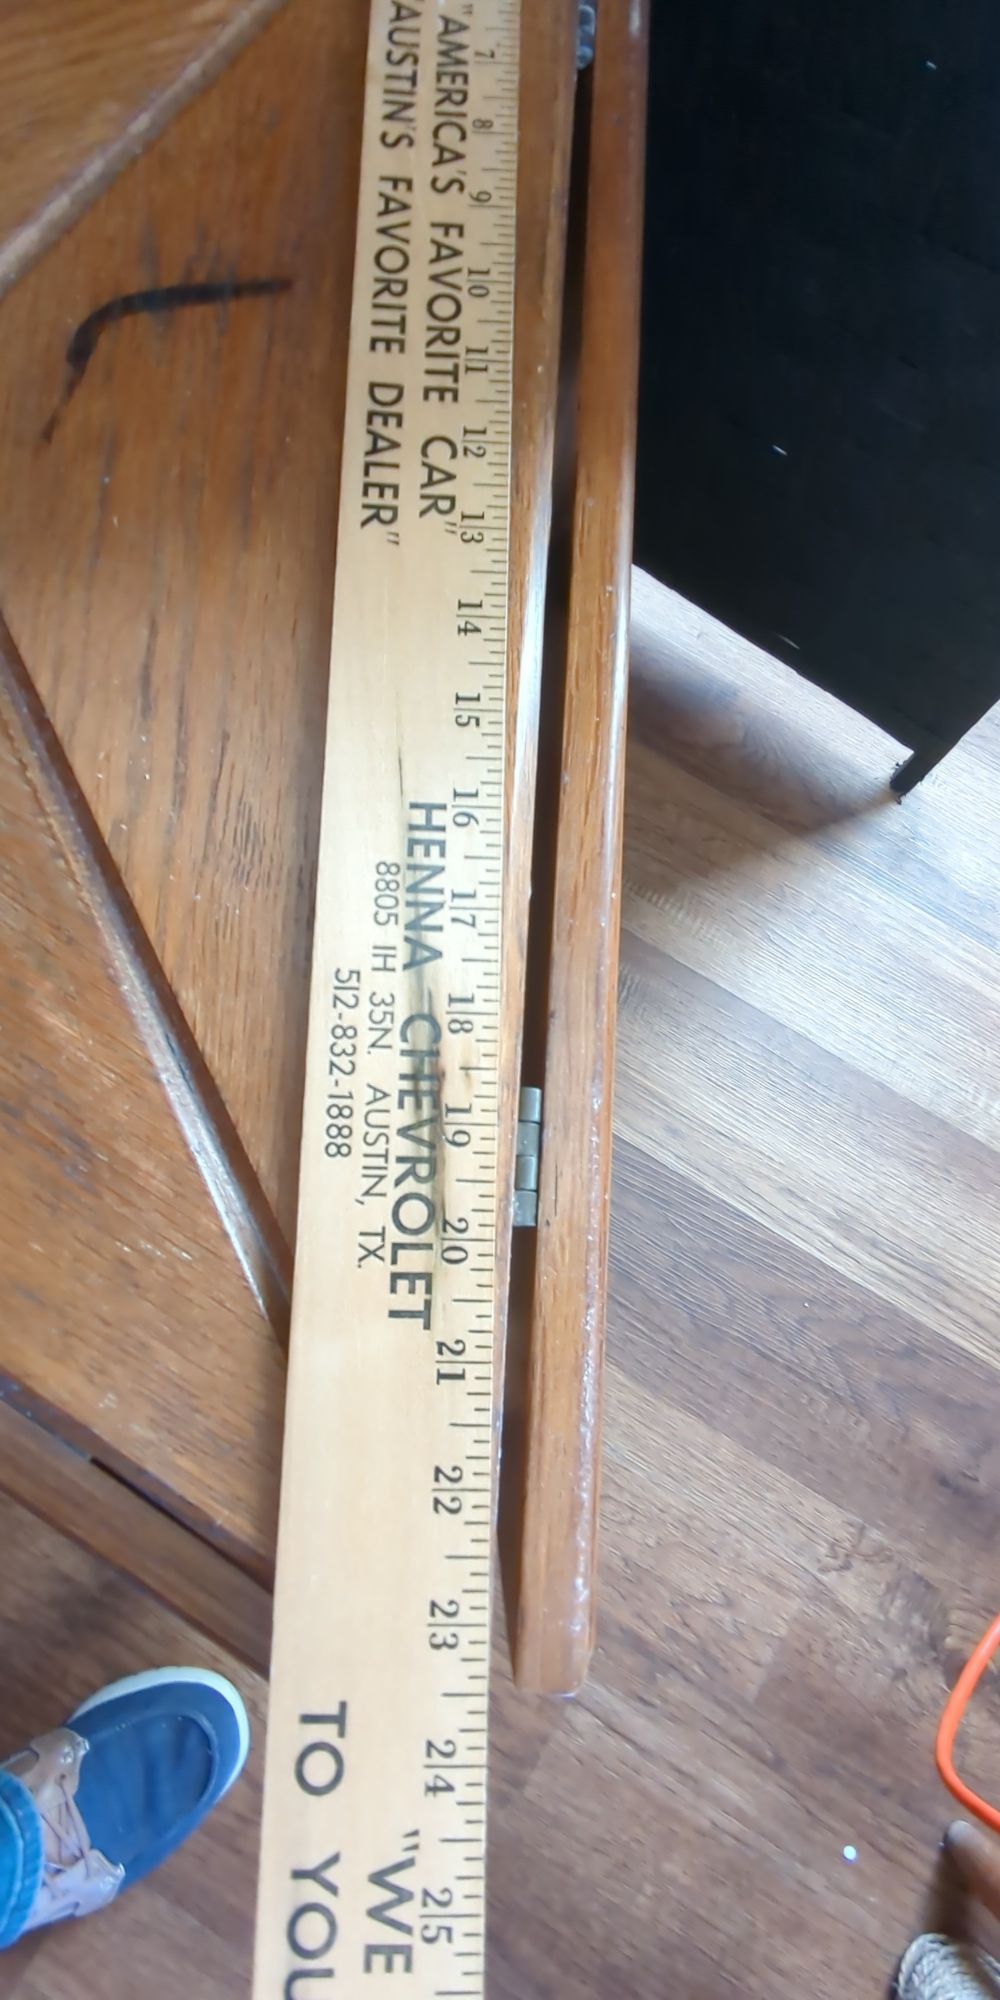 7 8 9 10 11 12 13 14 15 16 17 18 19 20 21 22 23 24 25
"AMERICA'S FAVORITE CAR"
"AUSTIN'S FAVORITE DEALER"
HENNA CHEVROLET
8805 IH 35N. AUSTIN, TX.
512-832-1888
"WE
TO YOU